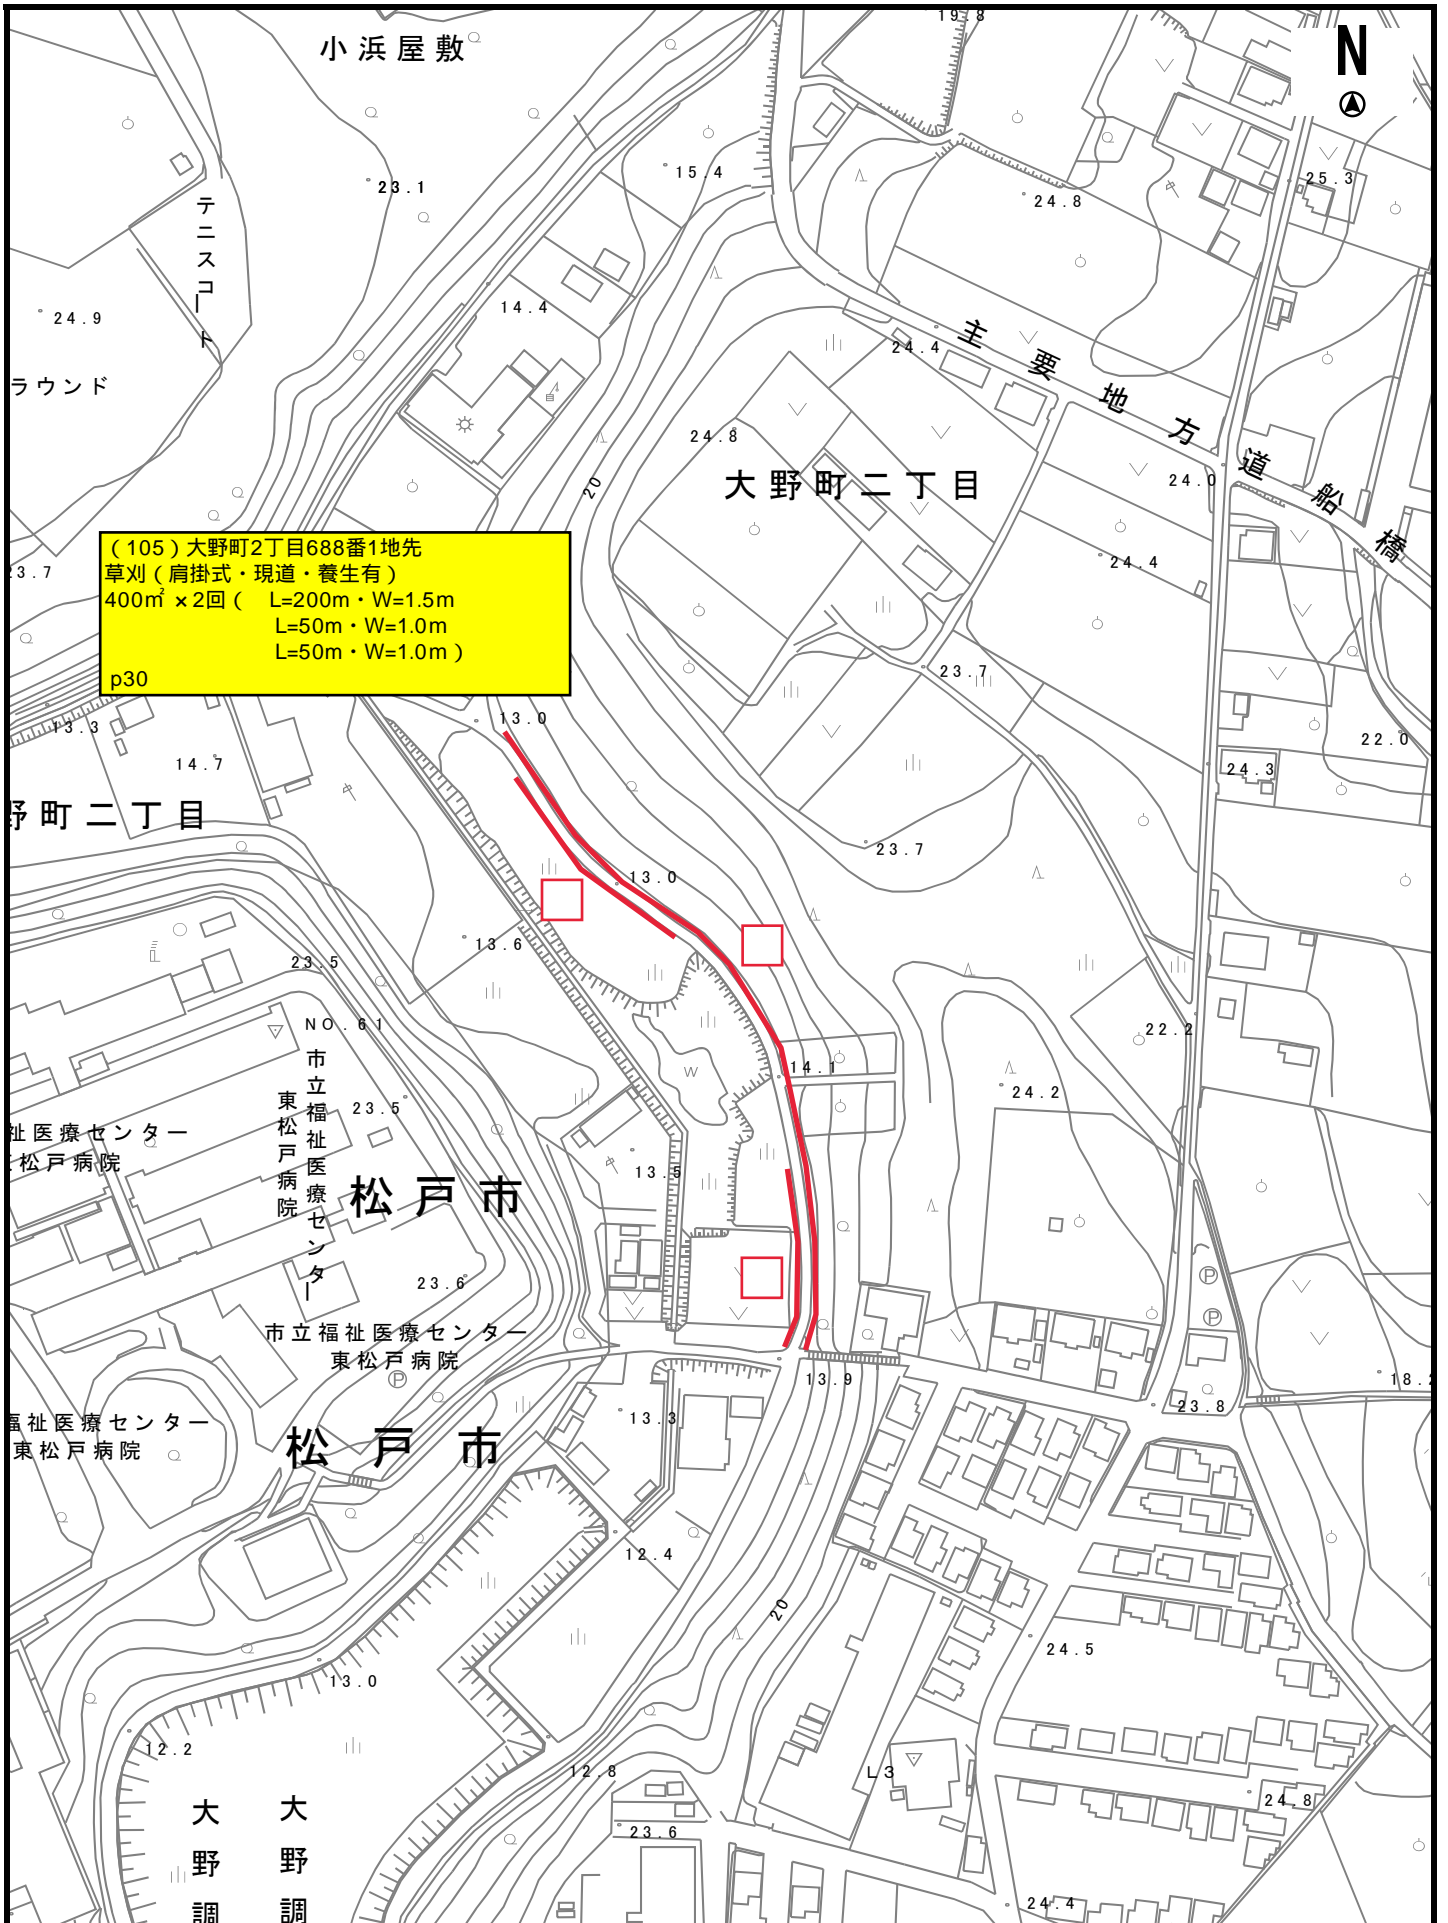 19.8
小浜屋敷
N
15.4
23.1
24.8
25.3
テニスコート
24.9
14.4
24.4
主要地方道船橋
ラウンド
24.8
大野町二丁目
24.0
20
(105)大野町2丁目688番1地先
草刈(肩掛式・現道・養生有)
400㎡×2回( L=200m・W=1.5m
L=50m・W=1.0m
L=50m・W=1.0m)
p30
23.7
24.4
23.7
13.0
13.3
14.7
22.0
24.3
野町二丁目
23.7
13.0
13.6
23.5
NO.61
22.2
市立福祉医療センター
東松戸病院
14.1
24.2
23.5
祉医療センター
松戸病院
13.5
松戸市
23.6
P
P
市立福祉医療センター
東松戸病院
P
13.9
18.2
23.8
福祉医療センター
東松戸病院
13.3
松戸市
12.4
20
24.5
13.0
12.2
12.8
L3
24.8
大野調
大野調
23.6
24.4
W